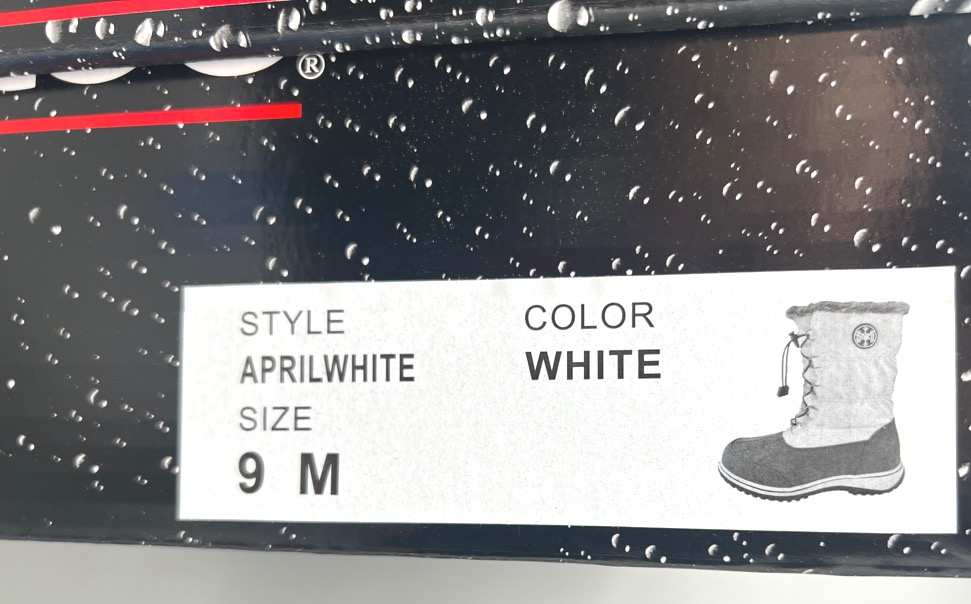 ®
STYLE
APRILWHITE
SIZE
9 M
COLOR
WHITE